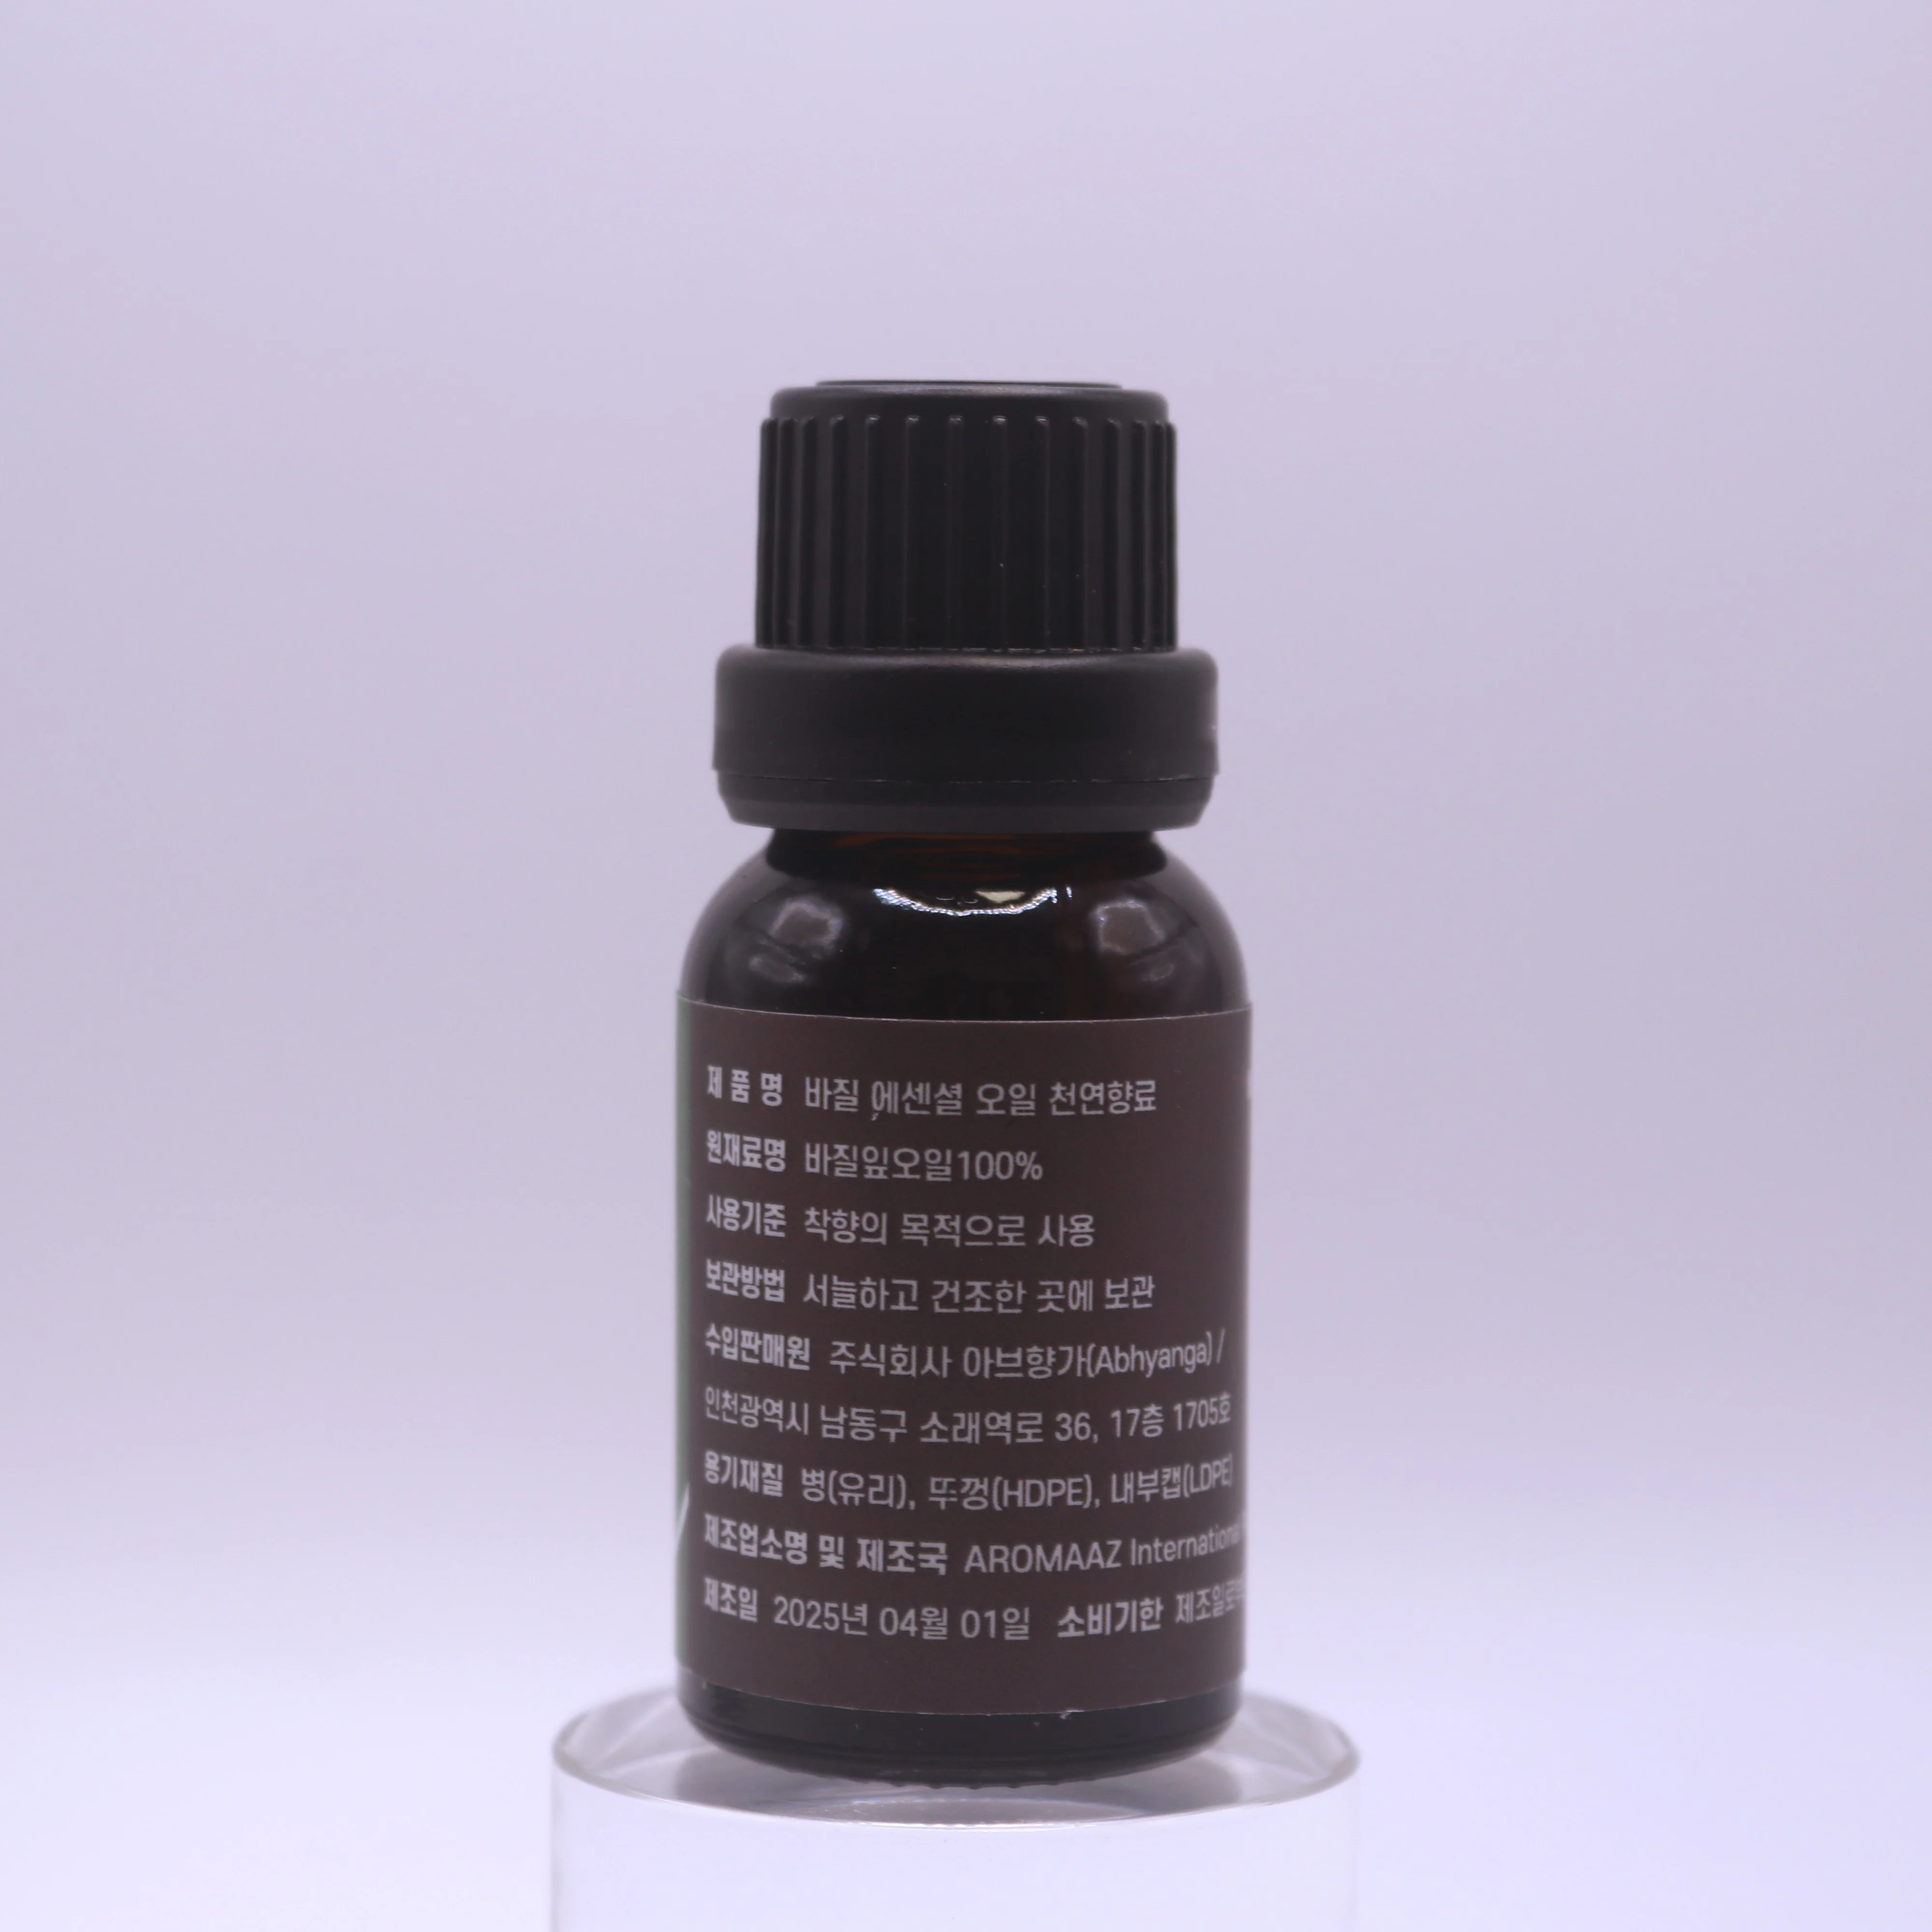 제 품 명 바질 에센셜 오일 천연향료
원재료명 바질잎오일100%
사용기준 착향의 목적으로 사용
보관방법 서늘하고 건조한 곳에 보관
수입판매원 주식회사 아브향가(Abhyanga) /
인천광역시 남동구 소래역로 36, 17층 1705호
용기재질 병(유리), 뚜껑(HDPE), 내부캡(LDPE)
제조업소명 및 제조국 AROMAAZ International
제조일 2025년 04월 01일 소비기한 제조일로